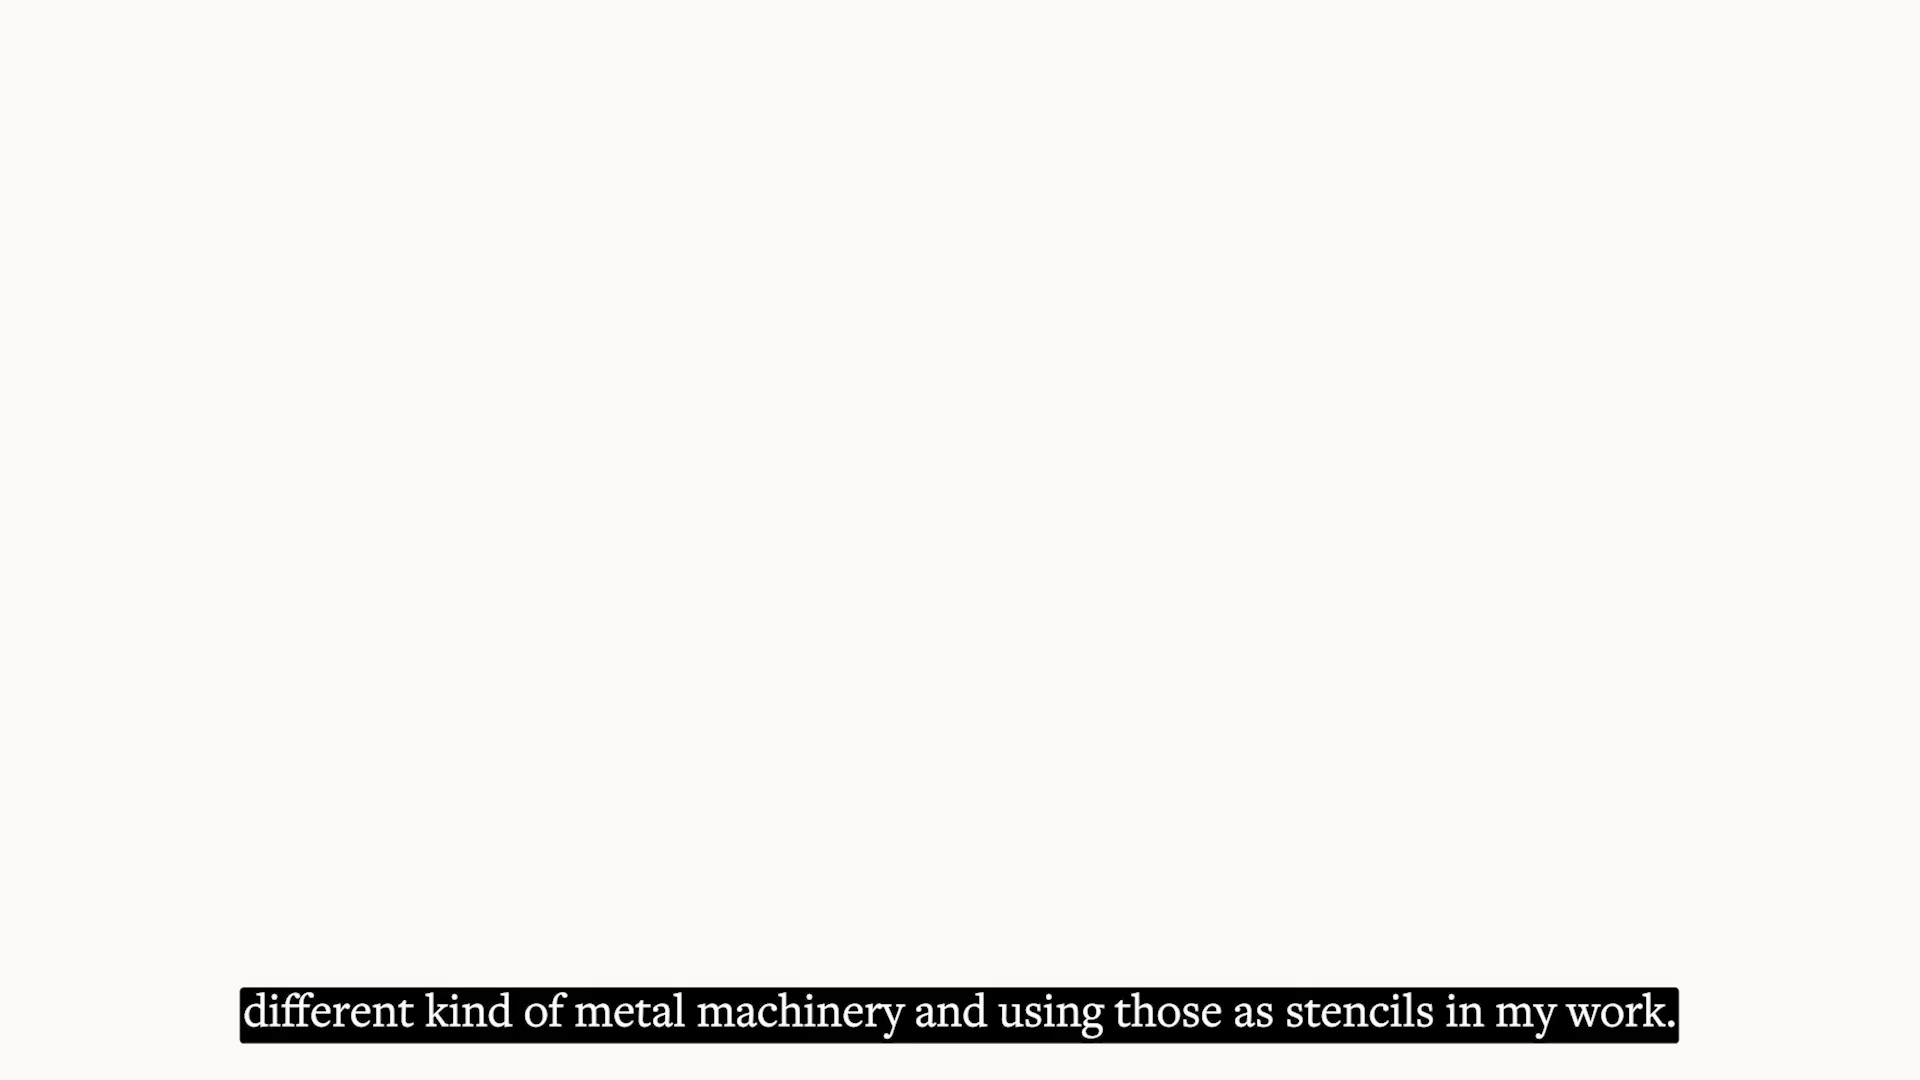 different kind of metal machinery and using those as stencils in my work.